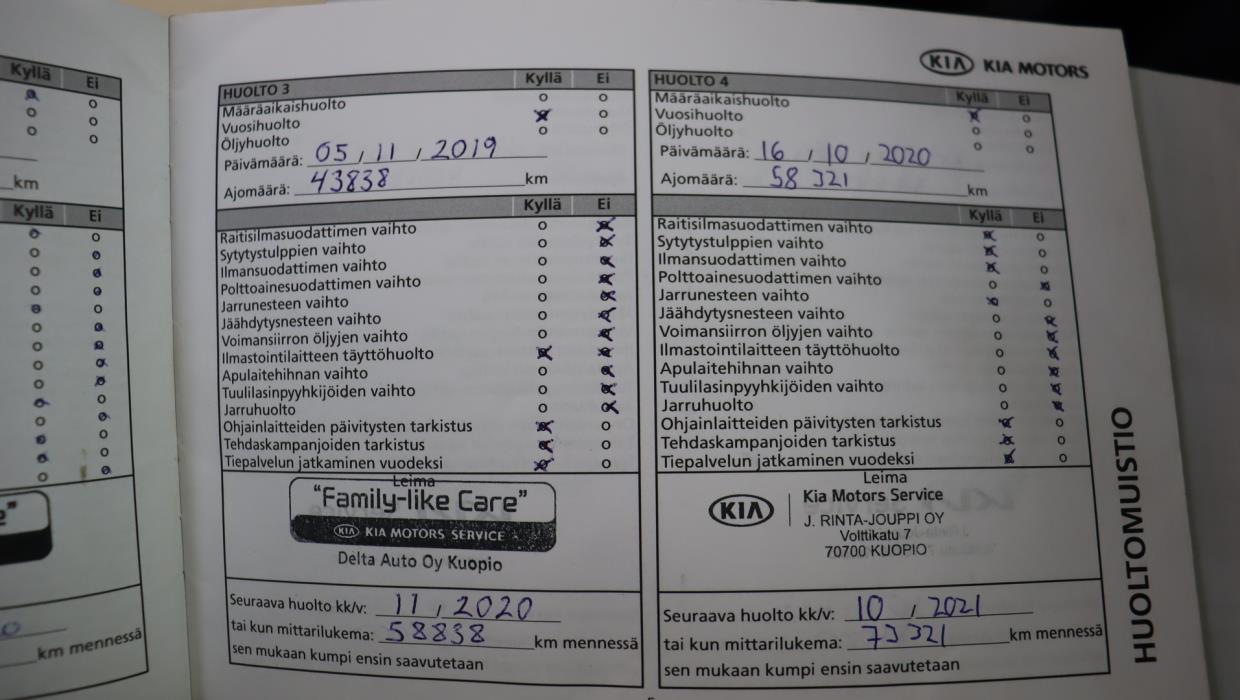 Kyllä Ei
km
Kyllä Ei
km mennessä
HUOLTO 3 Kyllä Ei
Määräaikaishuolto o o
Vuosihuolto x o
Öljyhuolto o o
Päivämäärä: 05 / 11 / 2019
Ajomäärä: 43838 km
Kyllä Ei
Raitisilmasuodattimen vaihto o x
Sytytystulppien vaihto o x
Ilmansuodattimen vaihto o x
Polttoainesuodattimen vaihto o x
Jarrunesteen vaihto o x
Jäähdytysnesteen vaihto o x
Voimansiirron öljyjen vaihto o x
Ilmastointilaitteen täyttöhuolto x x
Apulaitehihnan vaihto o x
Tuulilasinpyyhkijöiden vaihto o x
Jarruhuolto o x
Ohjainlaitteiden päivitysten tarkistus x o
Tehdaskampanjoiden tarkistus x o
Tiepalvelun jatkaminen vuodeksi x o
Leima
"Family-like Care"
KIA KIA MOTORS SERVICE
Delta Auto Oy Kuopio
Seuraava huolto kk/v: 11 , 2020
tai kun mittarilukema: 58838 km mennessä
sen mukaan kumpi ensin saavutetaan
KIA KIA MOTORS
HUOLTO 4 Kyllä Ei
Määräaikaishuolto
Vuosihuolto
Öljyhuolto
Päivämäärä: 16 / 10 , 2020
Ajomäärä: 58 321 km
Kyllä Ei
Raitisilmasuodattimen vaihto x o
Sytytystulppien vaihto x o
Ilmansuodattimen vaihto x o
Polttoainesuodattimen vaihto o x
Jarrunesteen vaihto x o
Jäähdytysnesteen vaihto o x
Voimansiirron öljyjen vaihto o x
Ilmastointilaitteen täyttöhuolto o x
Apulaitehihnan vaihto o x
Tuulilasinpyyhkijöiden vaihto o x
Jarruhuolto o x
Ohjainlaitteiden päivitysten tarkistus x o
Tehdaskampanjoiden tarkistus x o
Tiepalvelun jatkaminen vuodeksi x o
Leima
KIA Kia Motors Service
J. RINTA-JOUPPI OY
Volttikatu 7
70700 KUOPIO
Seuraava huolto kk/v: 10 , 2021
tai kun mittarilukema: 73321 km mennessä
sen mukaan kumpi ensin saavutetaan
HUOLTOMUISTIO